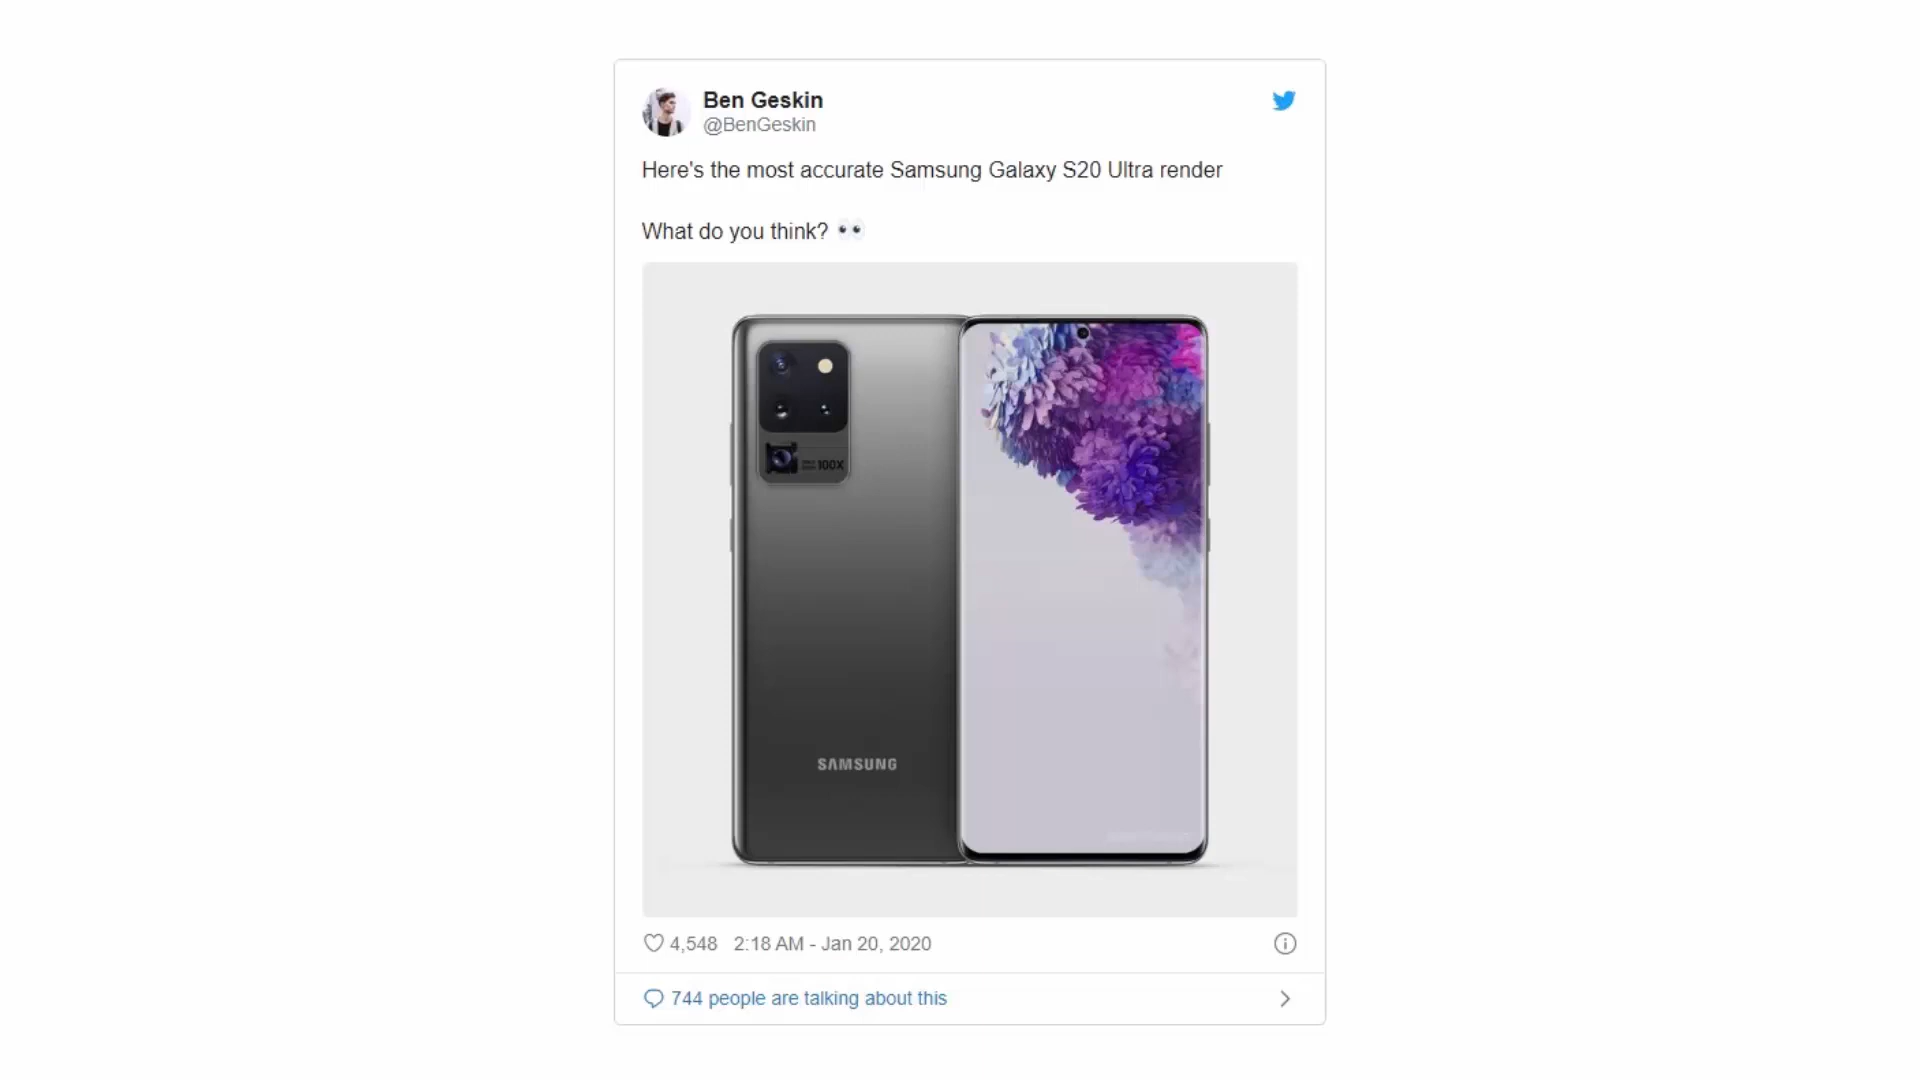 Ben Geskin
@BenGeskin
Here's the most accurate Samsung Galaxy S20 Ultra render
What do you think? 👀
100X
SAMSUNG
4,548 2:18 AM - Jan 20, 2020
744 people are talking about this